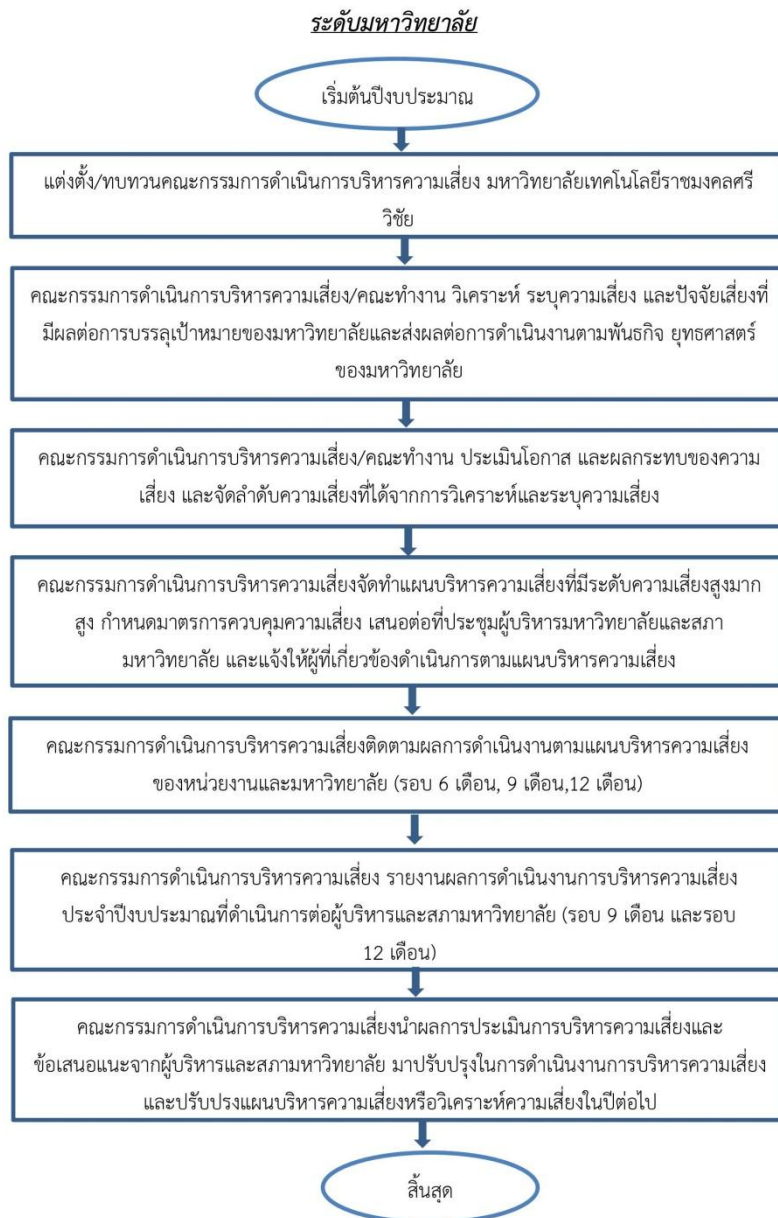 ระดับมหาวิทยาลัย
เริ่มต้นปีงบประมาณ
แต่งตั้ง/ทบทวนคณะกรรมการดำเนินการบริหารความเสี่ยง มหาวิทยาลัยเทคโนโลยีราชมงคลศรี
วิชัย
คณะกรรมการดำเนินการบริหารความเสี่ยง/คณะทำงาน วิเคราะห์ ระบุความเสี่ยง และปัจจัยเสี่ยงที่
มีผลต่อการบรรลุเป้าหมายของมหาวิทยาลัยและส่งผลต่อการดำเนินงานตามพันธกิจ ยุทธศาสตร์
ของมหาวิทยาลัย
คณะกรรมการดำเนินการบริหารความเสี่ยง/คณะทำงาน ประเมินโอกาส และผลกระทบของความ
เสี่ยง และจัดลำดับความเสี่ยงที่ได้จากการวิเคราะห์และระบุความเสี่ยง
คณะกรรมการดำเนินการบริหารความเสี่ยงจัดทำแผนบริหารความเสี่ยงที่มีระดับความเสี่ยงสูงมาก
สูง กำหนดมาตรการควบคุมความเสี่ยง เสนอต่อที่ประชุมผู้บริหารมหาวิทยาลัยและสภา
มหาวิทยาลัย และแจ้งให้ผู้ที่เกี่ยวข้องดำเนินการตามแผนบริหารความเสี่ยง
คณะกรรมการดำเนินการบริหารความเสี่ยงติดตามผลการดำเนินงานตามแผนบริหารความเสี่ยง
ของหน่วยงานและมหาวิทยาลัย (รอบ 6 เดือน, 9 เดือน,12 เดือน)
คณะกรรมการดำเนินการบริหารความเสี่ยง รายงานผลการดำเนินงานการบริหารความเสี่ยง
ประจำปีงบประมาณที่ดำเนินการต่อผู้บริหารและสภามหาวิทยาลัย (รอบ 9 เดือน และรอบ
12 เดือน)
คณะกรรมการดำเนินการบริหารความเสี่ยงนำผลการประเมินการบริหารความเสี่ยงและ
ข้อเสนอแนะจากผู้บริหารและสภามหาวิทยาลัย มาปรับปรุงในการดำเนินงานการบริหารความเสี่ยง
และปรับปรงแผนบริหารความเสี่ยงหรือวิเคราะห์ความเสี่ยงในปีต่อไป
สิ้นสุด